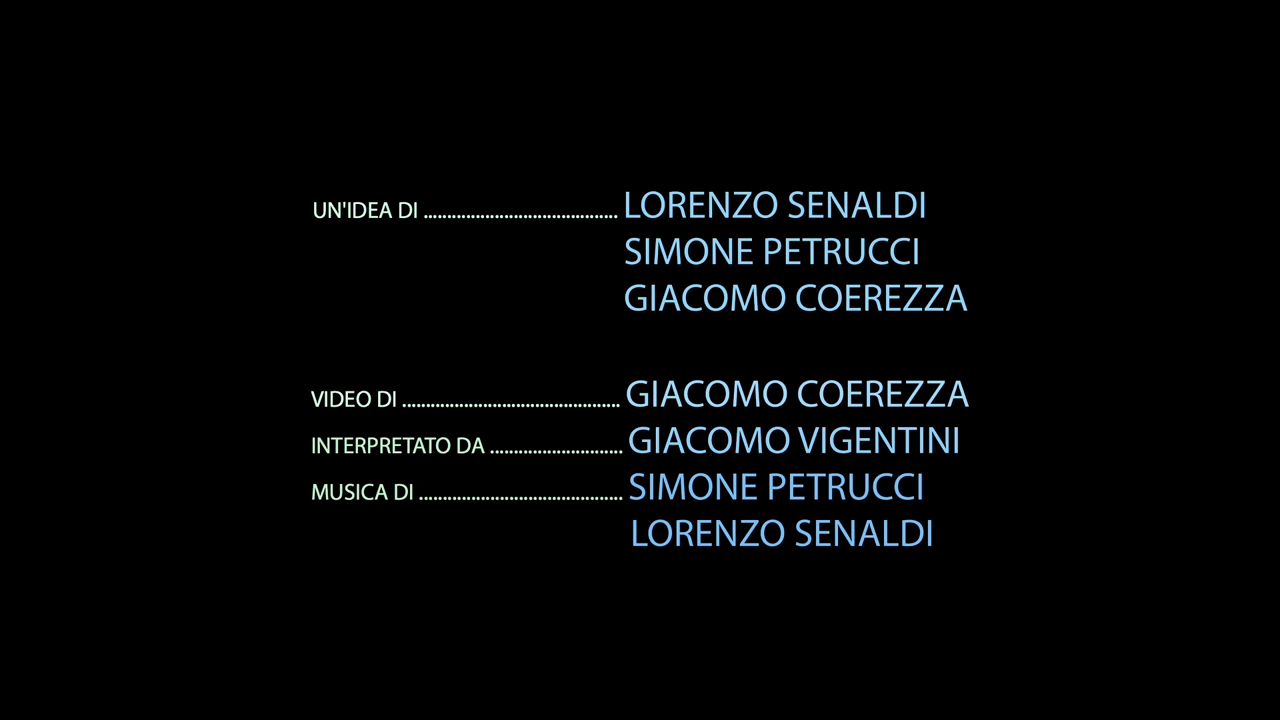 UN'IDEA DI ......................................... LORENZO SENALDI
SIMONE PETRUCCI
GIACOMO COEREZZA
VIDEO DI .............................................. GIACOMO COEREZZA
INTERPRETATO DA ............................ GIACOMO VIGENTINI
MUSICA DI ........................................... SIMONE PETRUCCI
LORENZO SENALDI